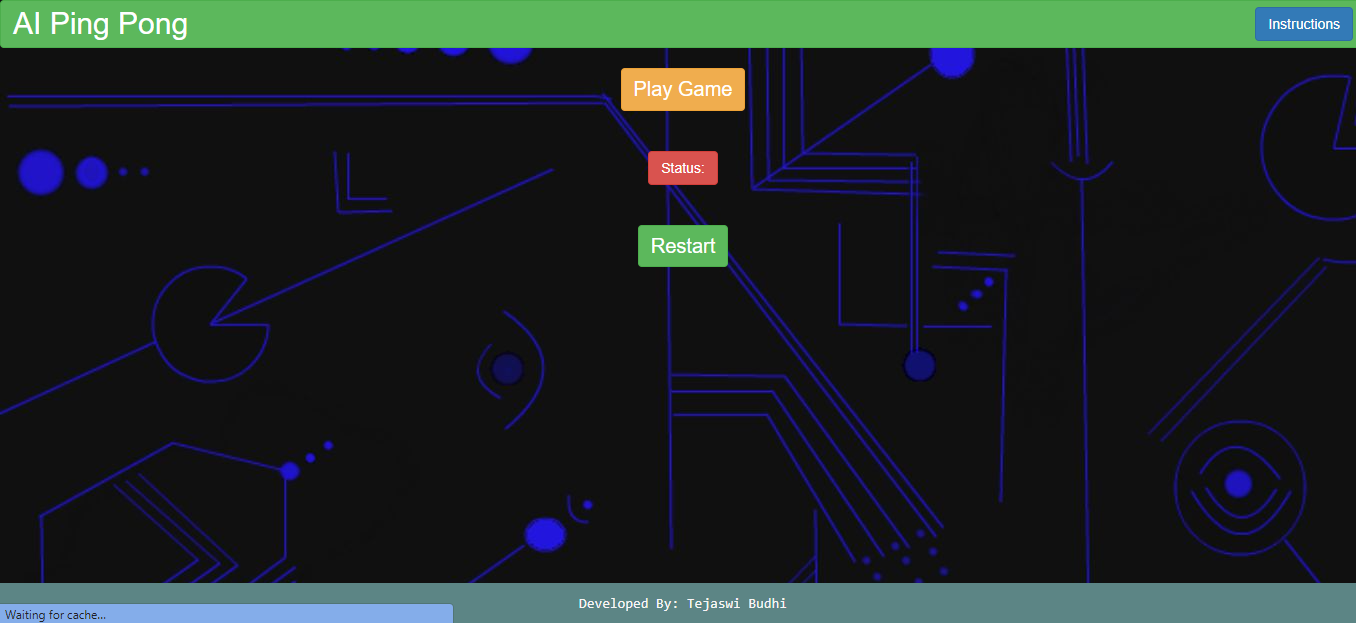 AI Ping Pong
Instructions
Play Game
Status:
Restart
Developed By: Tejaswi Budhi
Waiting for cache...